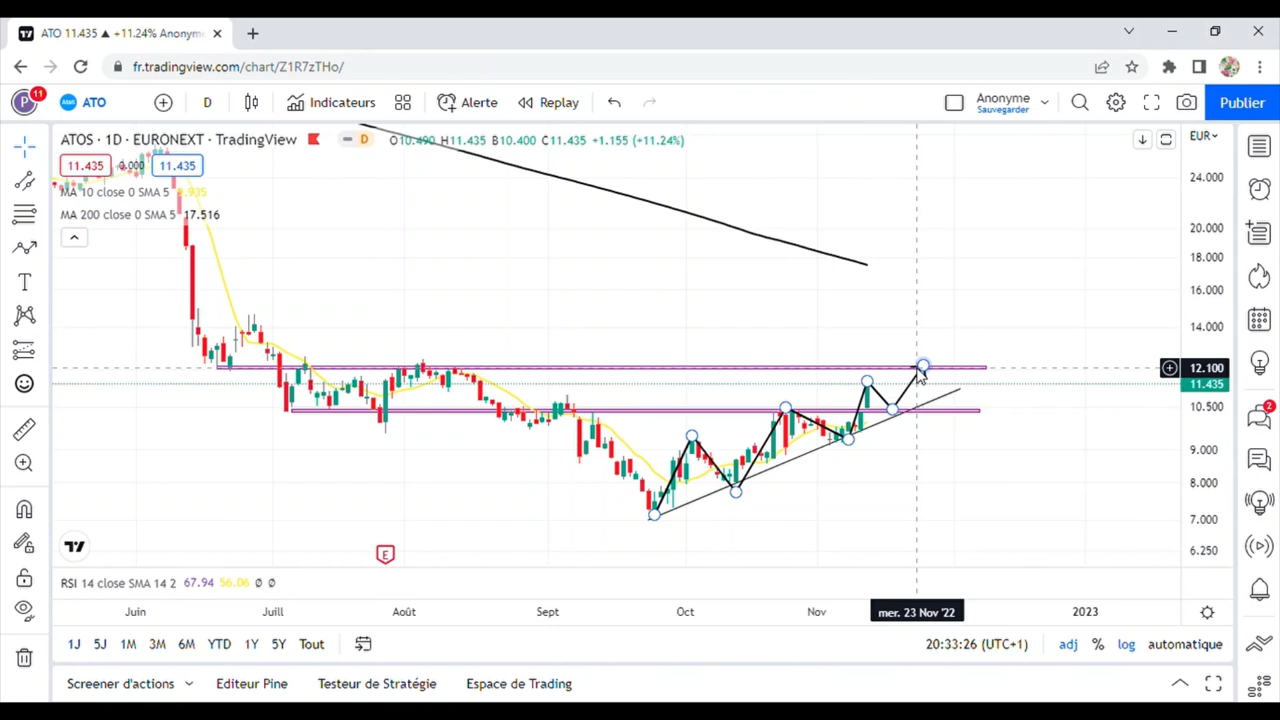 ATO 11.435 ▲ +11.24% Anonyme
fr.tradingview.com/chart/Z1R7zTHo/
P 11 ATO D Indicateurs Alerte Replay Anonyme Sauvegarder Publier
ATOS · 1D · EURONEXT · TradingView D O10.490 H11.435 B10.400 C11.435 +1.155 (+11.24%)
EUR
11.435 0.000 11.435
MA 10 close 0 SMA 5 9.935
MA 200 close 0 SMA 5 17.516
24.000
20.000
18.000
16.000
14.000
12.100
11.435
10.500
9.000
8.000
7.000
6.250
2
E
RSI 14 close SMA 14 2 67.94 56.06 Ø Ø
Juin Juill Août Sept Oct Nov mer. 23 Nov '22 2023
1J 5J 1M 3M 6M YTD 1Y 5Y Tout 20:33:26 (UTC+1) adj % log automatique
Screener d'actions Editeur Pine Testeur de Stratégie Espace de Trading